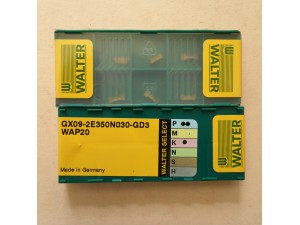 WALTER
WALTER
GX09-2E350N030-GD3
WAP20
Made in Germany
WALTER SELECT
P
M
K
N
S
H
WALTER